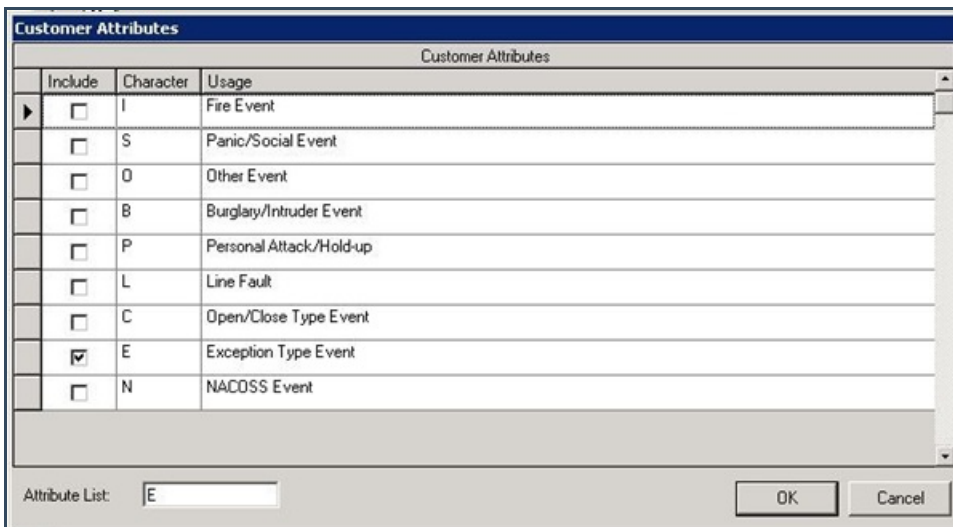 Customer Attributes
Customer Attributes
Include Character Usage
I Fire Event
S Panic/Social Event
O Other Event
B Burglary/Intruder Event
P Personal Attack/Hold-up
L Line Fault
C Open/Close Type Event
E Exception Type Event
N NACOSS Event
Attribute List: E OK Cancel